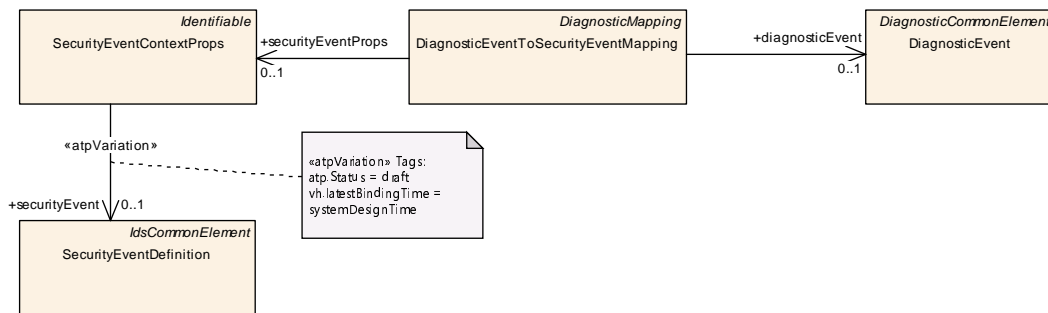 Identifiable
SecurityEventContextProps
+securityEventProps
0..1
DiagnosticMapping
DiagnosticEventToSecurityEventMapping
+diagnosticEvent
0..1
DiagnosticCommonElement
DiagnosticEvent
«atpVariation»
«atpVariation» Tags:
atp.Status = draft
vh.latestBindingTime =
systemDesignTime
+securityEvent
0..1
IdsCommonElement
SecurityEventDefinition